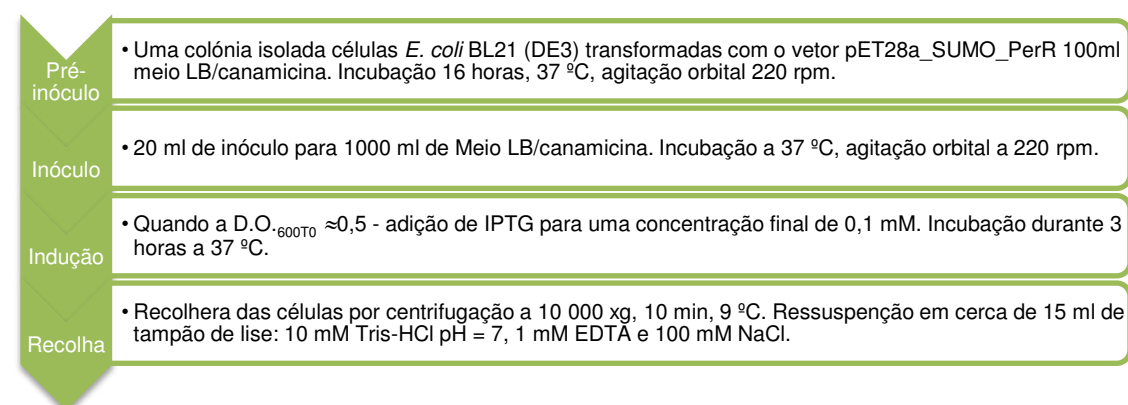 Pré-
inóculo
• Uma colónia isolada células E. coli BL21 (DE3) transformadas com o vetor pET28a_SUMO_PerR 100ml
meio LB/canamicina. Incubação 16 horas, 37 ºC, agitação orbital 220 rpm.
Inóculo
• 20 ml de inóculo para 1000 ml de Meio LB/canamicina. Incubação a 37 ºC, agitação orbital a 220 rpm.
Indução
• Quando a D.O.600T0 ≈0,5 - adição de IPTG para uma concentração final de 0,1 mM. Incubação durante 3
horas a 37 ºC.
Recolha
• Recolhera das células por centrifugação a 10 000 xg, 10 min, 9 ºC. Ressuspenção em cerca de 15 ml de
tampão de lise: 10 mM Tris-HCl pH = 7, 1 mM EDTA e 100 mM NaCl.